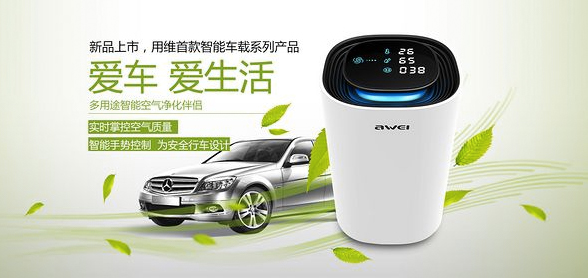 新品上市，用维首款智能车载系列产品
爱车 爱生活
多用途智能空气净化伴侣
实时掌控空气质量
智能手势控制 为安全行车设计
26
65
038
awei